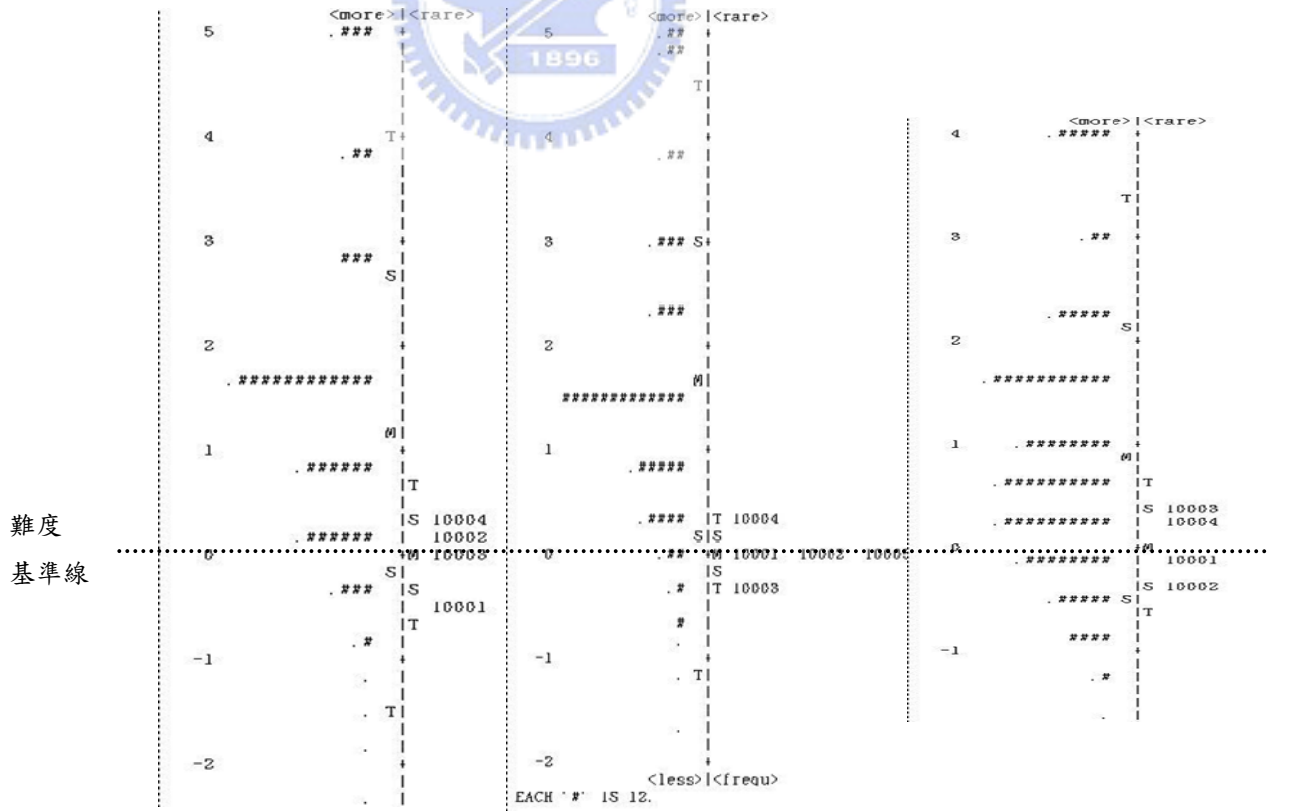 難度
基準線
<more>|<rare>
5 .### +
|
4 T+
.## |
3 +
### |
S|
2 +
.############ |
M|
1 +
.###### |
|T
|S 10004
.###### | 10002
0 +M 10003
S|
.### |S
| 10001
|T
.# |
-1 +
. |
. T|
. |
-2 +
. |
1896
<more>|<rare>
5 .## +
.## |
T|
4 +
.## |
3 .### S+
.### |
2 +
M|
############# |
1 +
.##### |
.#### |T 10004
S|S
0 .## +M 10001 10002
|S
.# |T 10003
# |
. |
-1 +
. T|
. |
-2 +
<less>|<frequ>
EACH '#' IS 12.
<more>|<rare>
4 .##### +
T|
3 .## +
.##### |
S|
2 +
.########### |
1 .######## +
M|
.########## |T
|S 10003
.########## | 10004
0 +M
.######## | 10001
|S 10002
.##### S|
|T
#### |
-1 +
.# |
. |